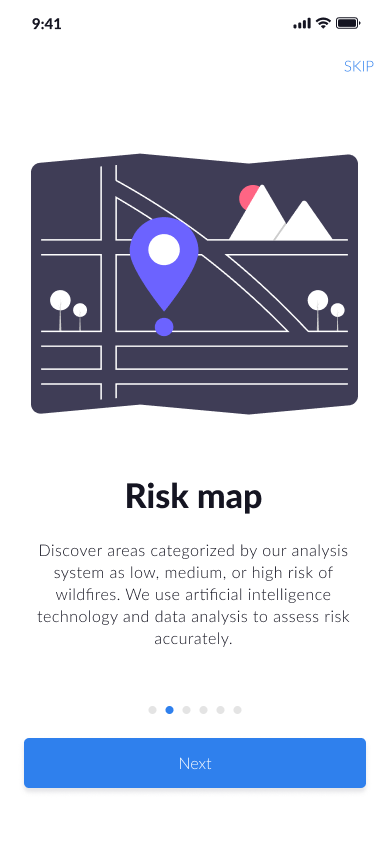 9:41
SKIP
Risk map
Discover areas categorized by our analysis
system as low, medium, or high risk of
wildfires. We use artificial intelligence
technology and data analysis to assess risk
accurately.
Next